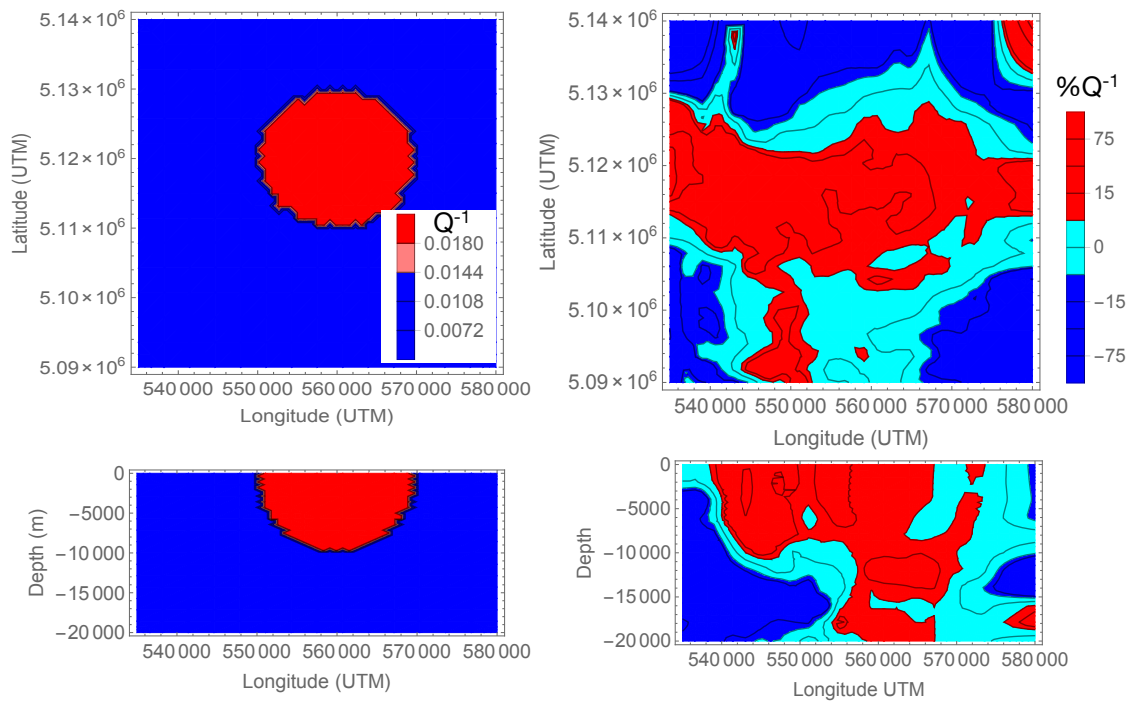 5.14 × 10⁶
5.13 × 10⁶
5.12 × 10⁶
5.11 × 10⁶
5.10 × 10⁶
5.09 × 10⁶
Latitude (UTM)
540 000 550 000 560 000 570 000 580 000
Longitude (UTM)
Q⁻¹
0.0180
0.0144
0.0108
0.0072
5.14 × 10⁶
5.13 × 10⁶
5.12 × 10⁶
5.11 × 10⁶
5.10 × 10⁶
5.09 × 10⁶
Latitude (UTM)
540 000 550 000 560 000 570 000 580 000
Longitude (UTM)
%Q⁻¹
75
15
0
−15
−75
0
−5000
−10 000
−15 000
−20 000
Depth (m)
540 000 550 000 560 000 570 000 580 000
Longitude (UTM)
0
−5000
−10 000
−15 000
−20 000
Depth
540 000 550 000 560 000 570 000 580 000
Longitude UTM